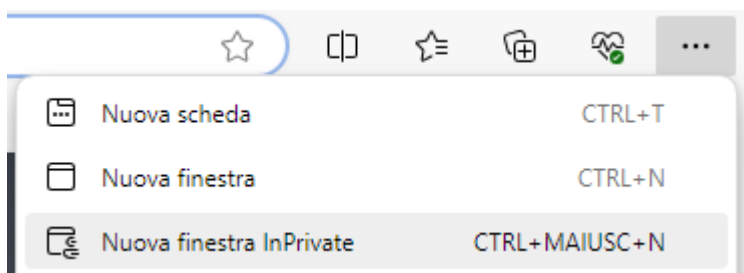 Nuova scheda CTRL+T
Nuova finestra CTRL+N
Nuova finestra InPrivate CTRL+MAIUSC+N